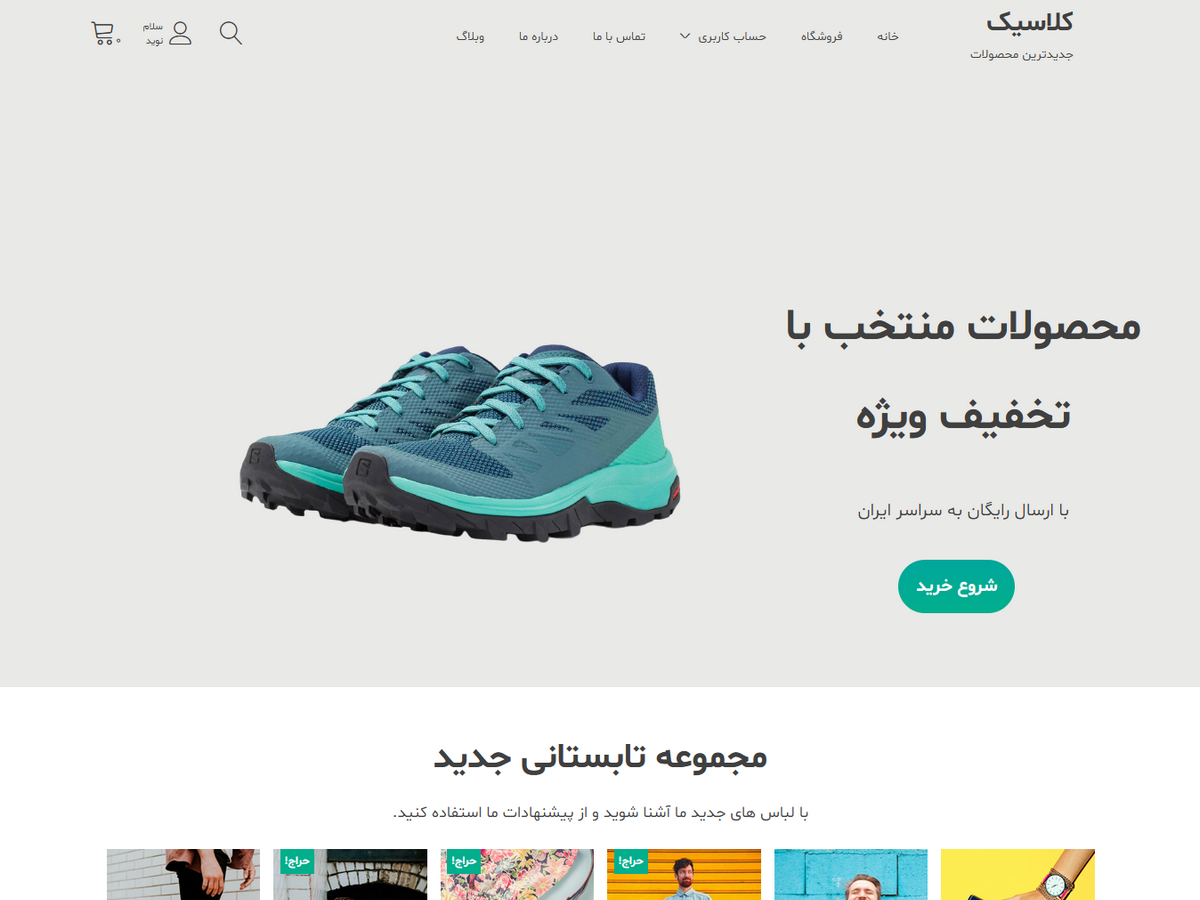 کلاسیک
جدیدترین محصولات
خانه
فروشگاه
حساب کاربری
تماس با ما
درباره ما
وبلاگ
سلام
نوید
۰
محصولات منتخب با
تخفیف ویژه
با ارسال رایگان به سراسر ایران
شروع خرید
مجموعه تابستانی جدید
با لباس های جدید ما آشنا شوید و از پیشنهادات ما استفاده کنید.
حراج!
حراج!
حراج!